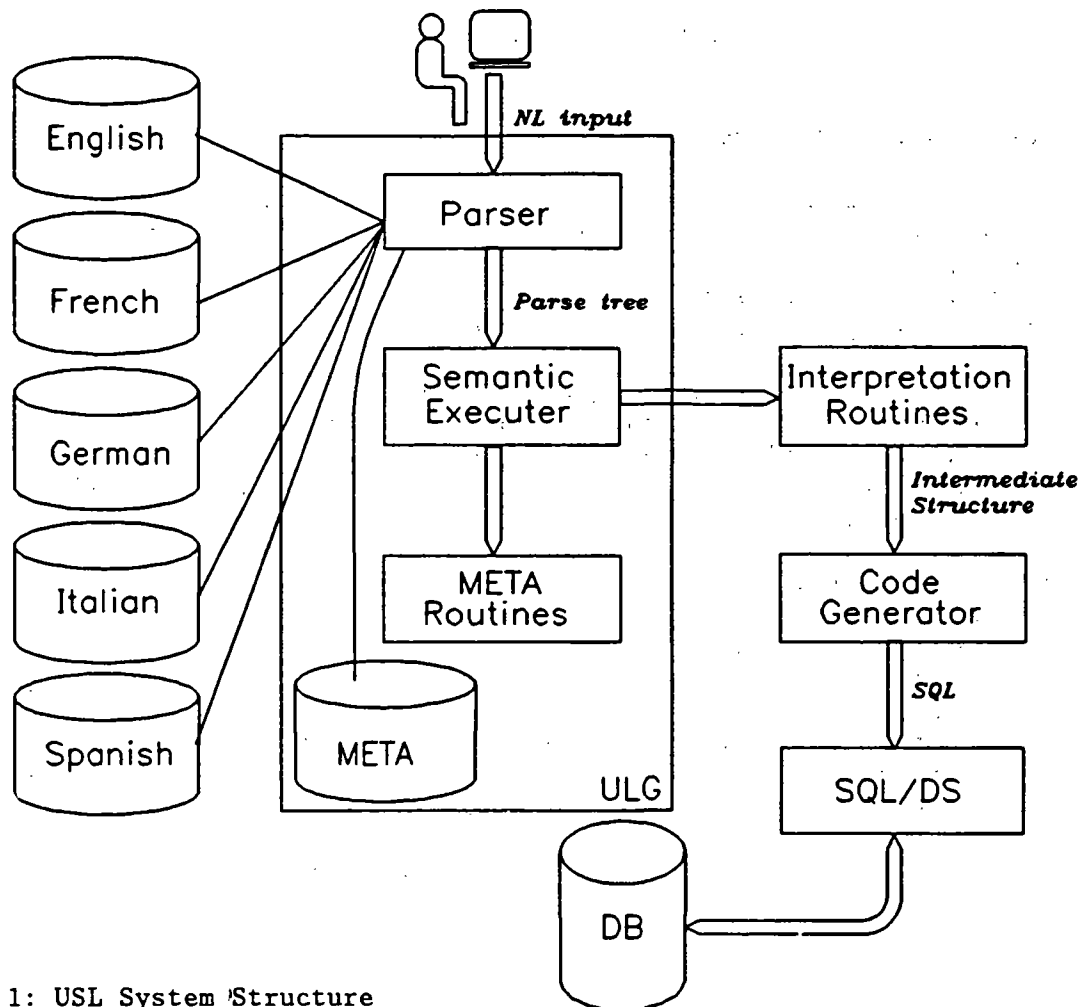 NL input
English
Parser
French
Parse tree
Semantic
Executer
Interpretation
Routines
German
Intermediate
Structure
Italian
META
Routines
Code
Generator
SQL
Spanish
META
ULG
SQL/DS
DB
1: USL System Structure